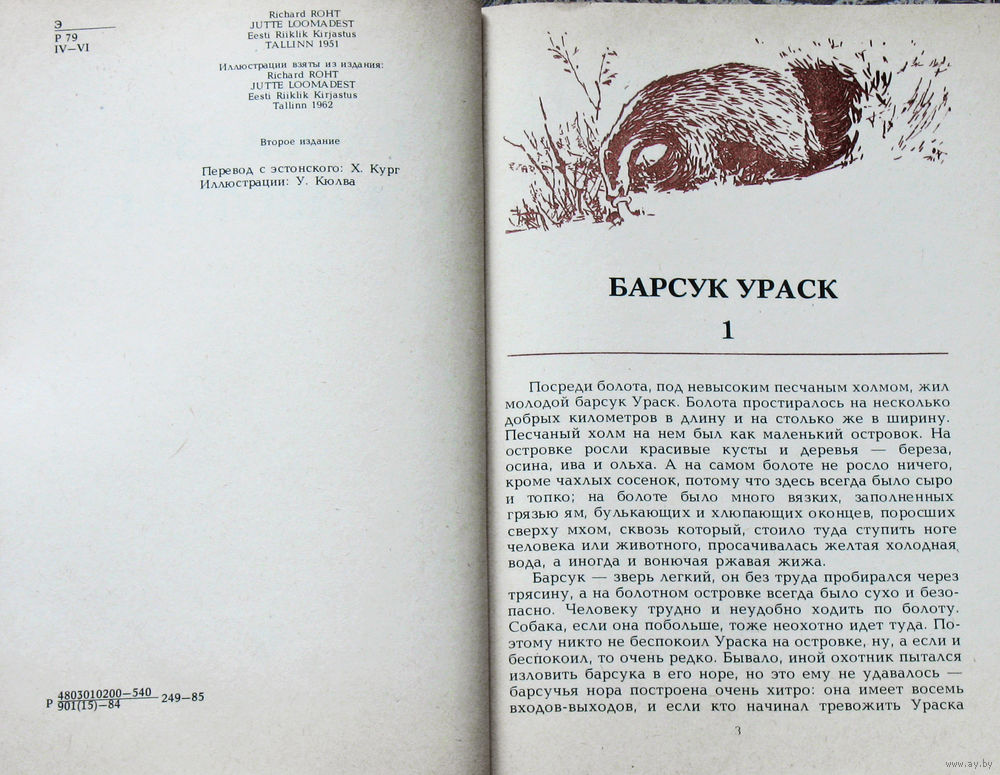 Э
Р 79
IV—VI
Richard ROHT
JUTTE LOOMADEST
Eesti Riiklik Kirjastus
TALLINN 1951
Иллюстрации взяты из издания:
Richard ROHT
JUTTE LOOMADEST
Eesti Riiklik Kirjastus
Tallinn 1962
Второе издание
Перевод с эстонского: Х. Кург
Иллюстрации: У. Кюлва
Р 4803010200—540 249—85
901(15)—84
БАРСУК УРАСК
1
Посреди болота, под невысоким песчаным холмом, жил
молодой барсук Ураск. Болота простиралось на несколько
добрых километров в длину и на столько же в ширину.
Песчаный холм на нем был как маленький островок. На
островке росли красивые кусты и деревья — береза,
осина, ива и ольха. А на самом болоте не росло ничего,
кроме чахлых сосенок, потому что здесь всегда было сыро
и топко; на болоте было много вязких, заполненных
грязью ям, булькающих и хлюпающих оконцев, поросших
сверху мхом, сквозь который, стоило туда ступить ноге
человека или животного, просачивалась желтая холодная
вода, а иногда и вонючая ржавая жижа.
Барсук — зверь легкий, он без труда пробирался через
трясину, а на болотном островке всегда было сухо и безо-
пасно. Человеку трудно и неудобно ходить по болоту.
Собака, если она побольше, тоже неохотно идет туда. По-
этому никто не беспокоил Ураска на островке, ну, а если и
беспокоил, то очень редко. Бывало, иной охотник пытался
изловить барсука в его норе, но это ему не удавалось —
барсучья нора построена очень хитро: она имеет восемь
входов-выходов, и если кто начинал тревожить Ураска
3
www.ay.by